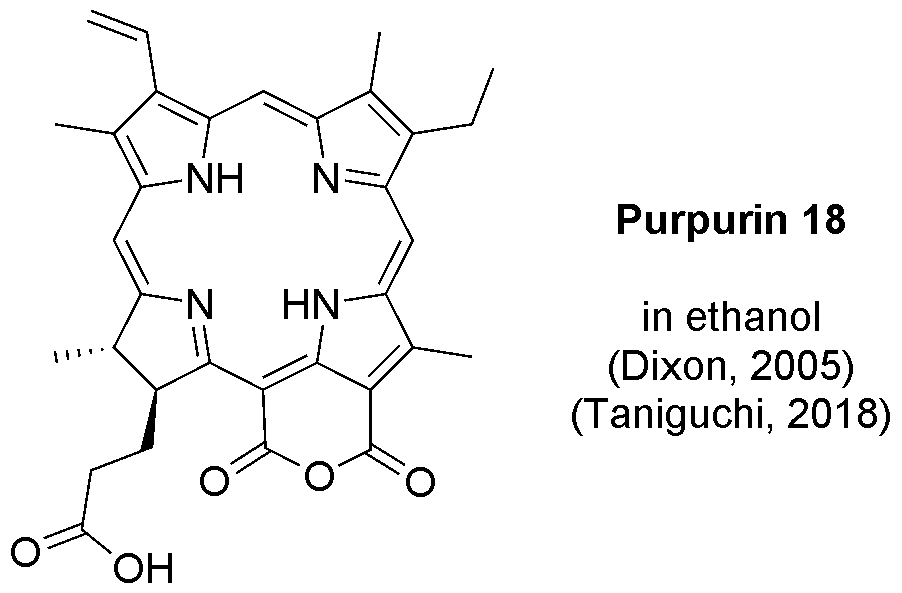 NH
N
Purpurin 18
N
HN
in ethanol
(Dixon, 2005)
(Taniguchi, 2018)
O
O
O
O
OH